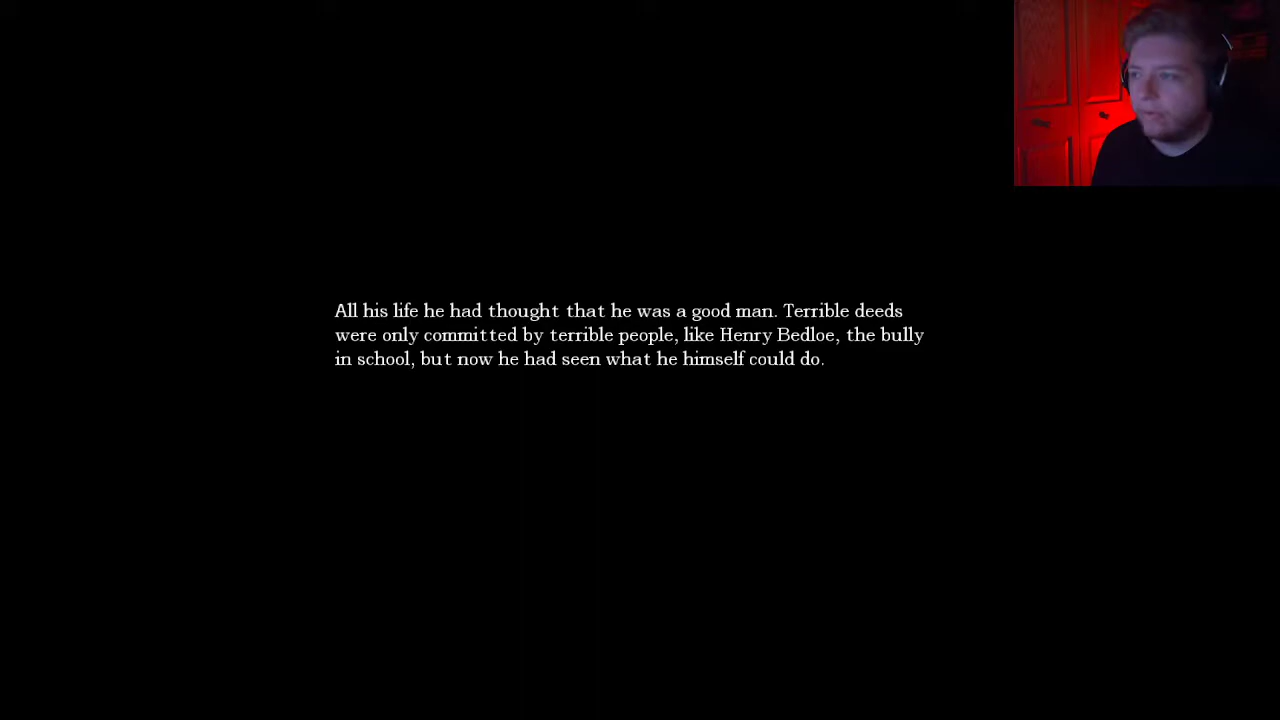 All his life he had thought that he was a good man. Terrible deeds
were only committed by terrible people, like Henry Bedloe, the bully
in school, but now he had seen what he himself could do.